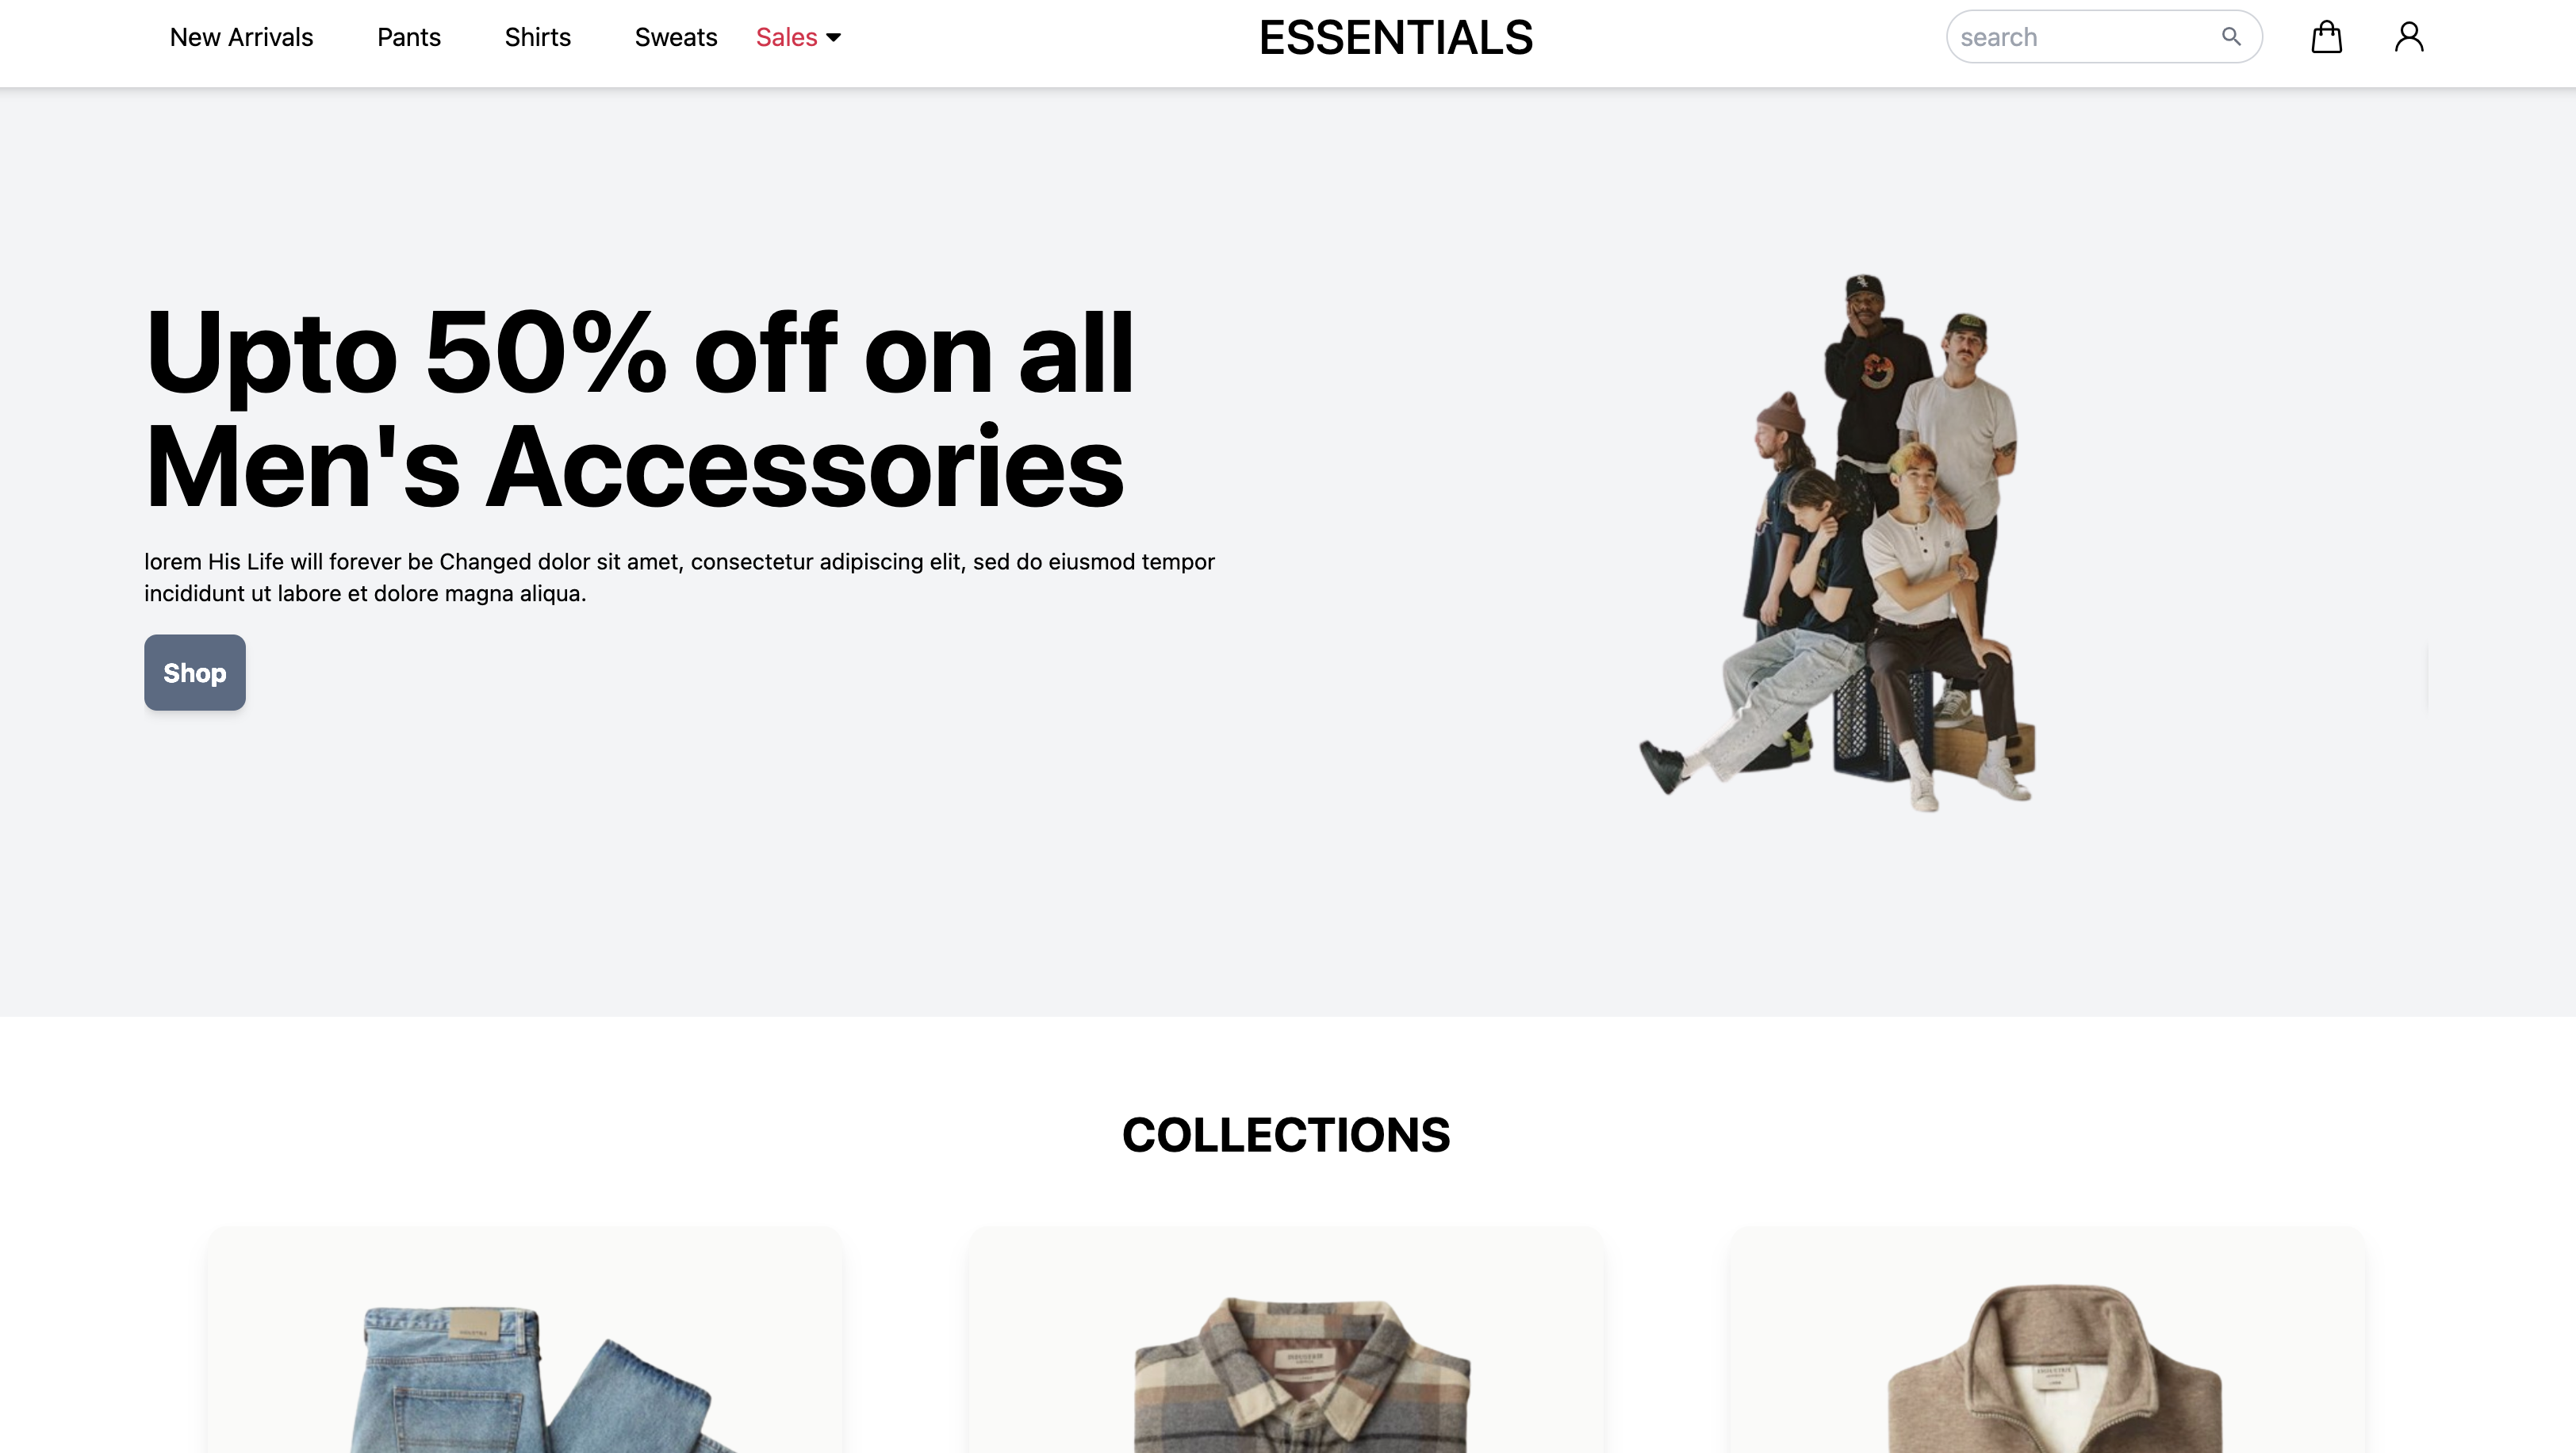 New Arrivals Pants Shirts Sweats Sales ESSENTIALS search
Upto 50% off on all
Men's Accessories
lorem His Life will forever be Changed dolor sit amet, consectetur adipiscing elit, sed do eiusmod tempor
incididunt ut labore et dolore magna aliqua.
Shop
COLLECTIONS